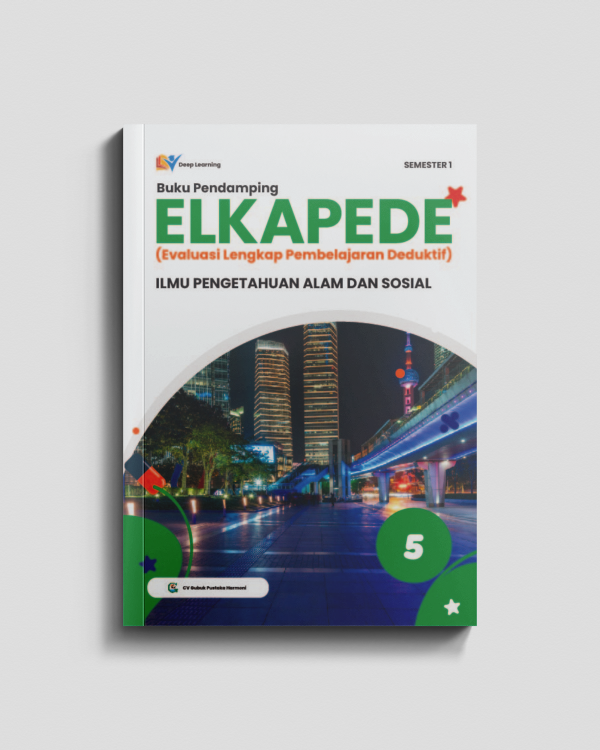 Deep Learning
SEMESTER 1
Buku Pendamping
ELKAPEDE
(Evaluasi Lengkap Pembelajaran Deduktif)
ILMU PENGETAHUAN ALAM DAN SOSIAL
5
CV Bubuk Pustaka Harmoni